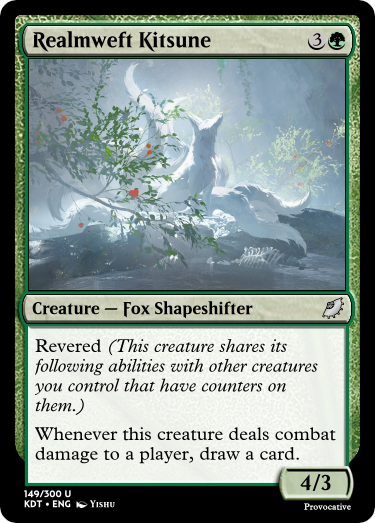 Realmweft Kitsune 3
Creature — Fox Shapeshifter
Revered (This creature shares its
following abilities with other creatures
you control that have counters on
them.)
Whenever this creature deals combat
damage to a player, draw a card.
4/3
149/300 U
KDT • ENG Yishu
Provocative